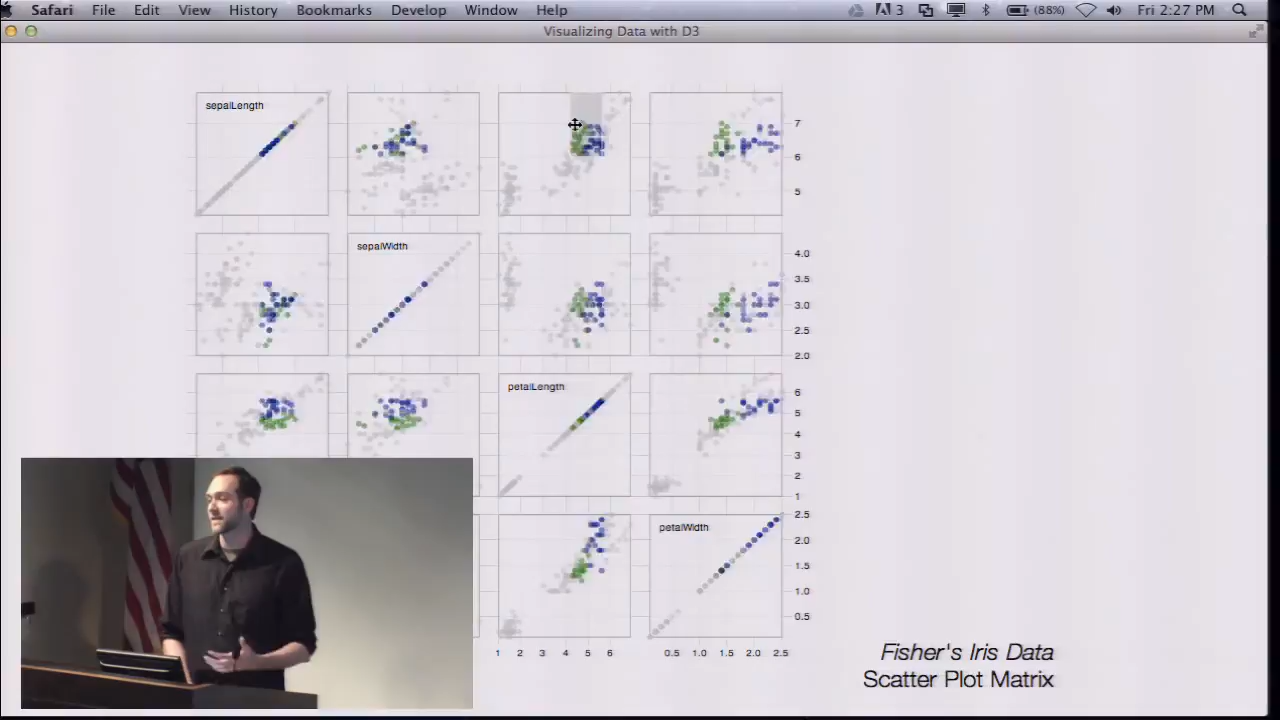 Safari File Edit View History Bookmarks Develop Window Help 3 (88%) Fri 2:27 PM
Visualizing Data with D3
sepalLength
7
6
5
sepalWidth
4.0
3.5
3.0
2.5
2.0
petalLength
6
5
4
3
2
1
petalWidth
2.5
2.0
1.5
1.0
0.5
1 2 3 4 5 6 0.5 1.0 1.5 2.0 2.5
Fisher's Iris Data
Scatter Plot Matrix